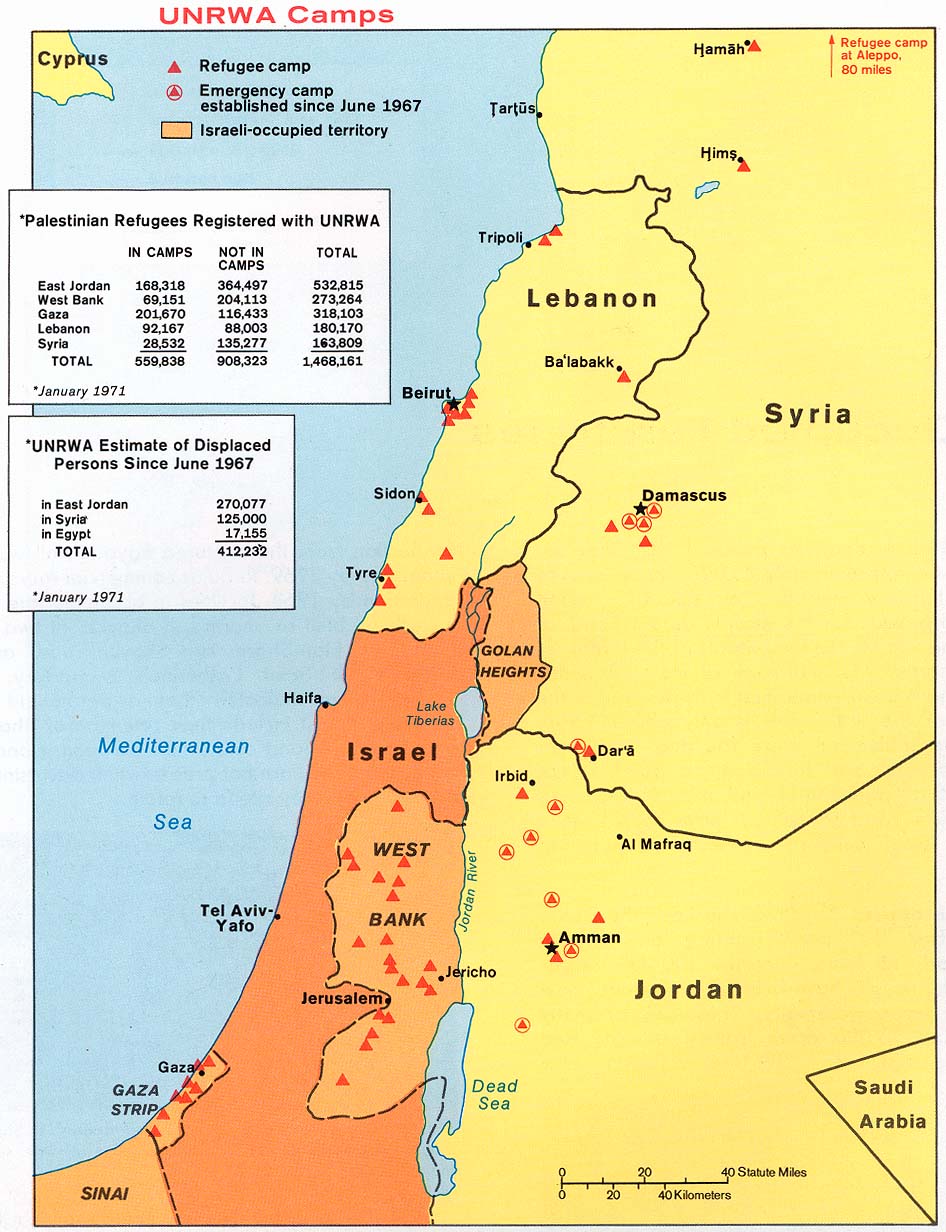 UNRWA Camps
Cyprus
Refugee camp
Emergency camp
established since June 1967
Israeli-occupied territory
Ḩamāh
Refugee camp
at Aleppo,
80 miles
Ţarţūs
Ḩimş
*Palestinian Refugees Registered with UNRWA
IN CAMPS NOT IN CAMPS TOTAL
East Jordan 168,318 364,497 532,815
West Bank 69,151 204,113 273,264
Gaza 201,670 116,433 318,103
Lebanon 92,167 88,003 180,170
Syria 28,532 135,277 163,809
TOTAL 559,838 908,323 1,468,161
*January 1971
Tripoli
Lebanon
Ba'labakk
Beirut
Syria
*UNRWA Estimate of Displaced
Persons Since June 1967
in East Jordan 270,077
in Syria 125,000
in Egypt 17,155
TOTAL 412,232
*January 1971
Sidon
Damascus
Tyre
GOLAN
HEIGHTS
Haifa
Lake
Tiberias
Mediterranean
Sea
Israel
Dar'ā
Irbid
Al Mafraq
WEST
BANK
Jordan River
Tel Aviv-
Yafo
Amman
Jericho
Jerusalem
Jordan
Gaza
GAZA
STRIP
Dead
Sea
Saudi
Arabia
SINAI
0 20 40 Statute Miles
0 20 40 Kilometers